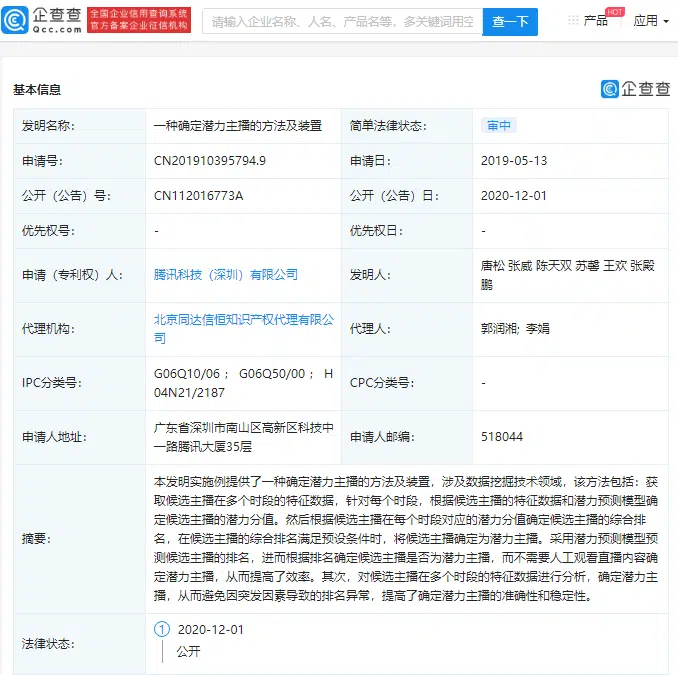 企查查
Qcc.com
全国企业信用查询系统
官方备案企业征信机构
请输入企业名称、人名、产品名等，多关键词用空
查一下
产品
HOT
应用
基本信息
企查查
发明名称： 一种确定潜力主播的方法及装置 简单法律状态： 审中
申请号： CN201910395794.9 申请日： 2019-05-13
公开（公告）号： CN112016773A 公开（公告）日： 2020-12-01
优先权号： - 优先权日： -
申请（专利权）人： 腾讯科技（深圳）有限公司 发明人： 唐松 张威 陈天双 苏馨 王欢 张殿
鹏
代理机构： 北京同达信恒知识产权代理有限公
司
代理人： 郭润湘; 李娟
IPC分类号： G06Q10/06 ； G06Q50/00 ； H
04N21/2187
CPC分类号： -
申请人地址： 广东省深圳市南山区高新区科技中
一路腾讯大厦35层
申请人邮编： 518044
摘要：
本发明实施例提供了一种确定潜力主播的方法及装置，涉及数据挖掘技术领域，该方法包括：获
取候选主播在多个时段的特征数据，针对每个时段，根据候选主播的特征数据和潜力预测模型确
定候选主播的潜力分值。然后根据候选主播在每个时段对应的潜力分值确定候选主播的综合排
名，在候选主播的综合排名满足预设条件时，将候选主播确定为潜力主播。采用潜力预测模型预
测候选主播的排名，进而根据排名确定候选主播是否为潜力主播，而不需要人工观看直播内容确
定潜力主播，从而提高了效率。其次，对候选主播在多个时段的特征数据进行分析，确定潜力主
播，从而避免因突发因素导致的排名异常，提高了确定潜力主播的准确性和稳定性。
法律状态：
1 2020-12-01
公开